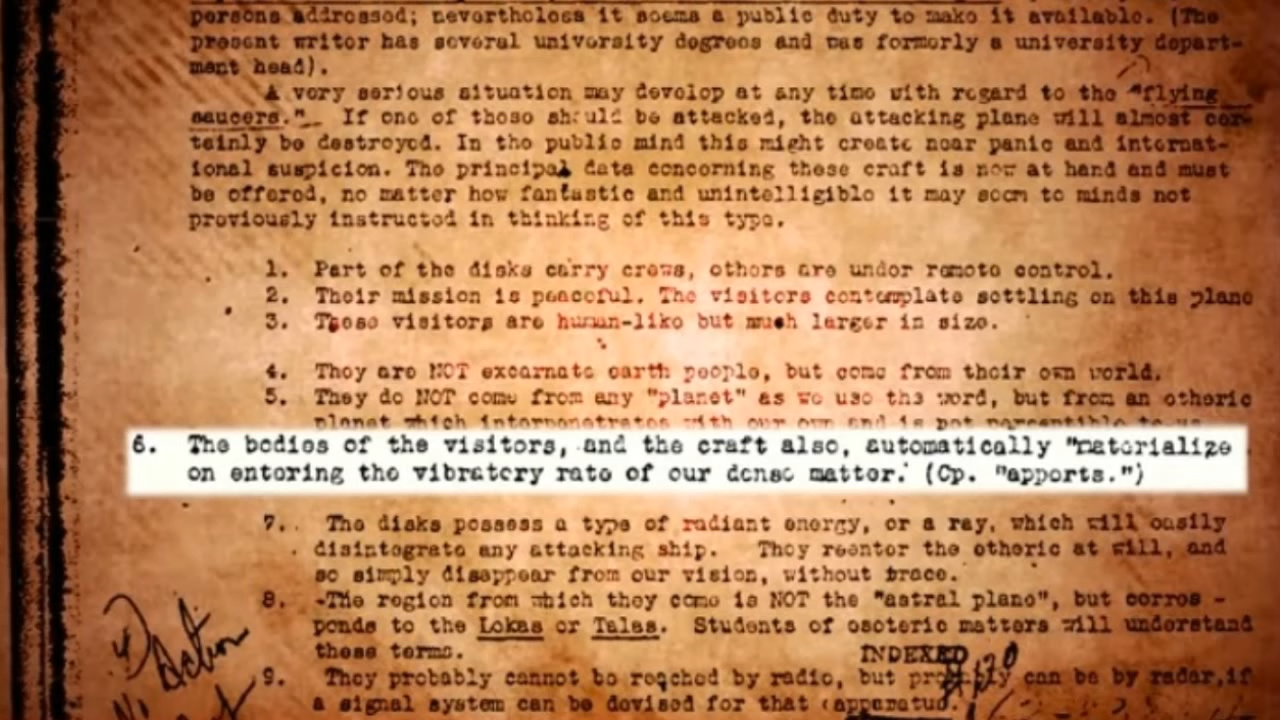 persons addressed; nevertheless it seems a public duty to make it available. (The
present writer has several university degrees and was formerly a university depart-
ment head).
A very serious situation may develop at any time with regard to the "flying
saucers." If one of these should be attacked, the attacking plane will almost cer-
tainly be destroyed. In the public mind this might create near panic and internat-
ional suspicion. The principal data concerning these craft is now at hand and must
be offered, no matter how fantastic and unintelligible it may seem to minds not
previously instructed in thinking of this type.
1. Part of the disks carry crews, others are under remote control.
2. Their mission is peaceful. The visitors contemplate settling on this plane
3. These visitors are human-like but much larger in size.
4. They are NOT excarnate earth people, but come from their own world.
5. They do NOT come from any "planet" as we use the word, but from an etheric
planet which interpenetrates with our own and is not perceptible to us
6. The bodies of the visitors, and the craft also, automatically "materialize
on entering the vibratory rate of our dense matter. (Cp. "apports.")
7. The disks possess a type of radiant energy, or a ray, which will easily
disintegrate any attacking ship. They reenter the etheric at will, and
so simply disappear from our vision, without trace.
8. -The region from which they come is NOT the "astral plane", but corres -
ponds to the Lokas or Talas. Students of esoteric matters will understand
these terms.
INDEXED
9. They probably cannot be reached by radio, but probably can be by radar,if
a signal system can be devised for that (apparatus.
Action